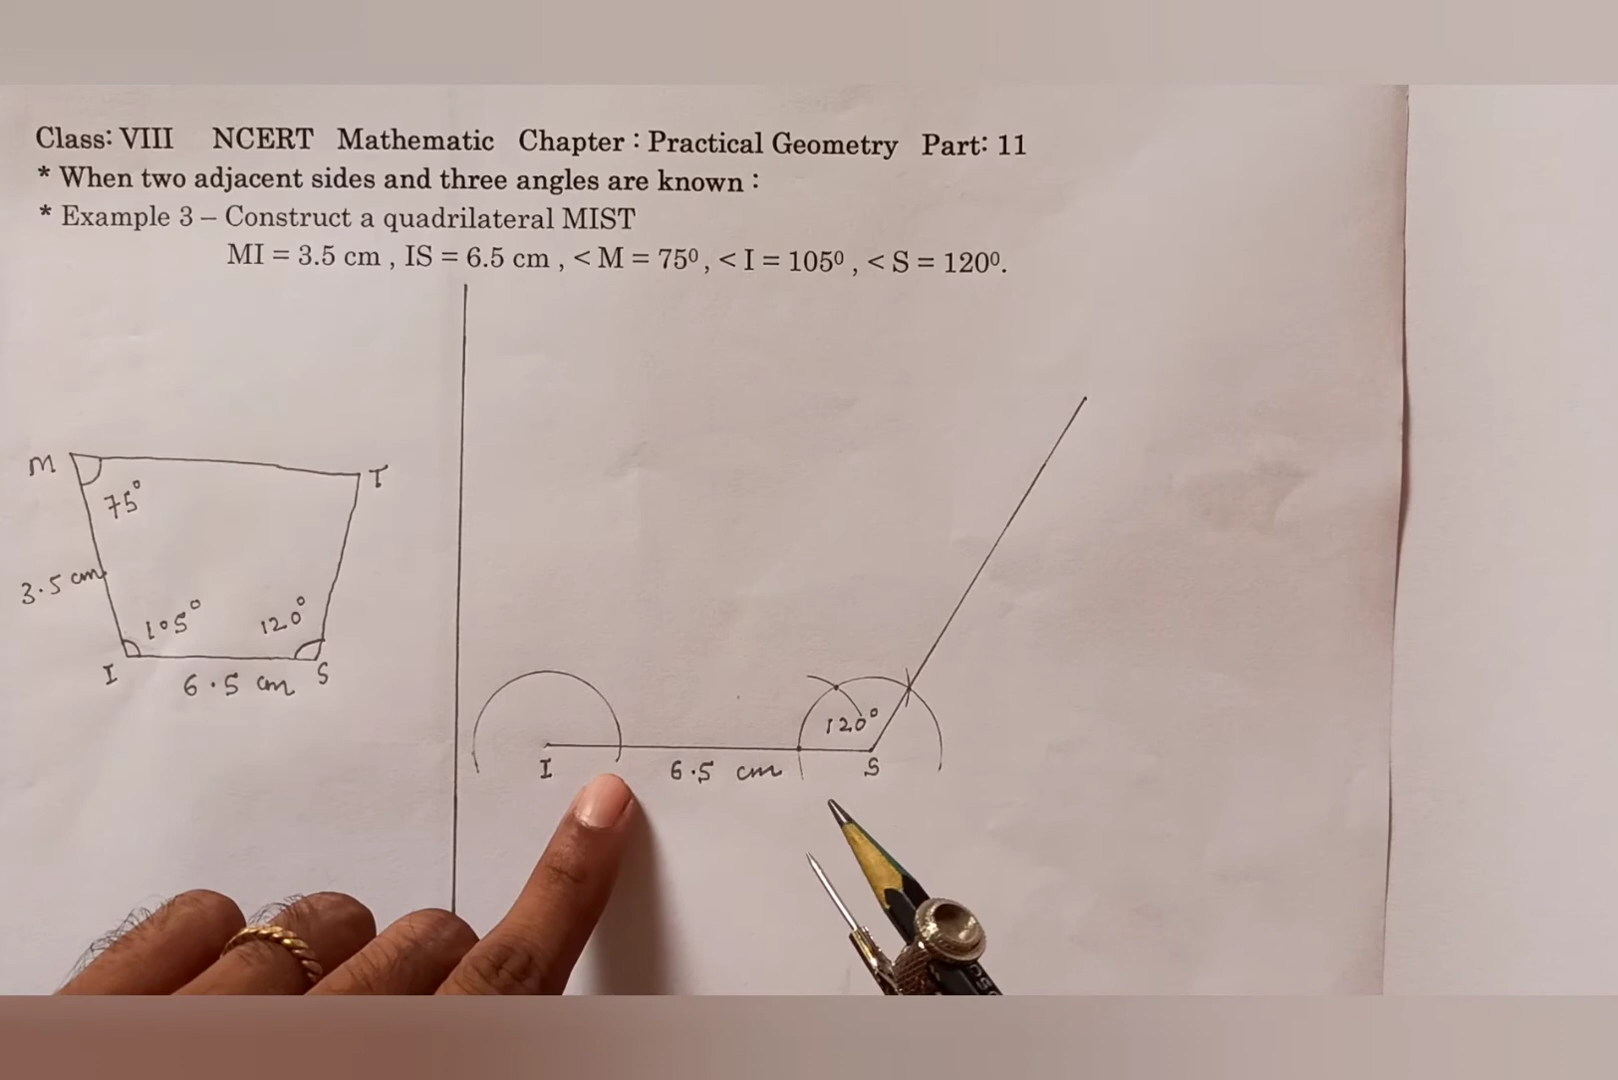 Class: VIII NCERT Mathematic Chapter : Practical Geometry Part: 11
* When two adjacent sides and three angles are known :
* Example 3 – Construct a quadrilateral MIST
MI = 3.5 cm , IS = 6.5 cm , < M = 75⁰ , < I = 105⁰ , < S = 120⁰.
M
T
75°
3.5 cm
105°
120°
I
6.5 cm
S
120°
I
6.5 cm
S